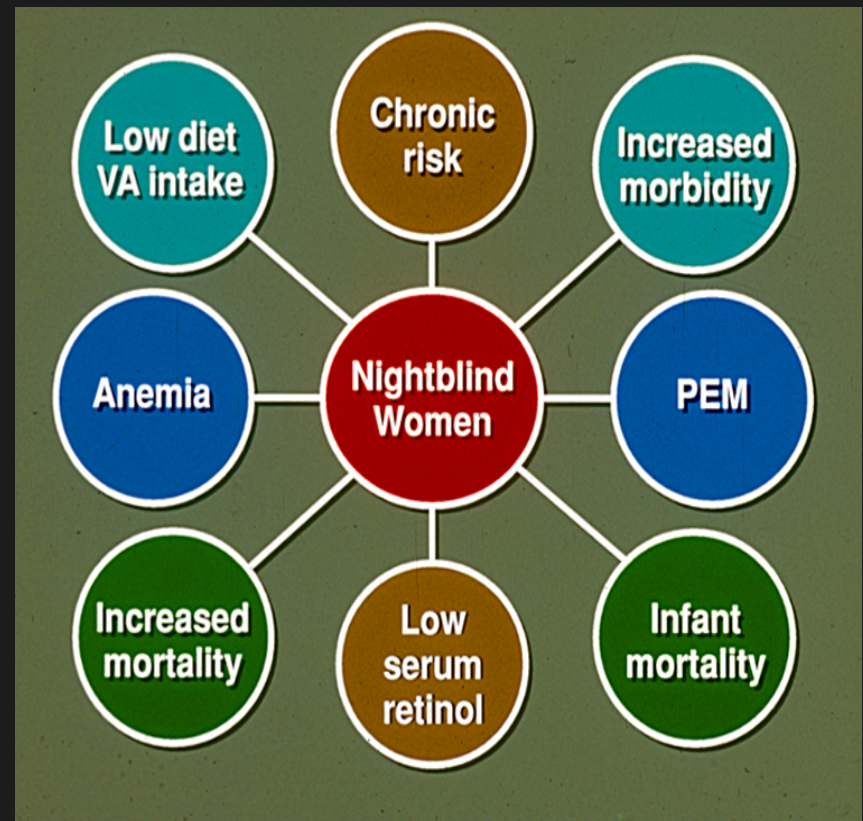 Low diet
VA intake
Chronic
risk
Increased
morbidity
Anemia
Nightblind
Women
PEM
Increased
mortality
Low
serum
retinol
Infant
mortality